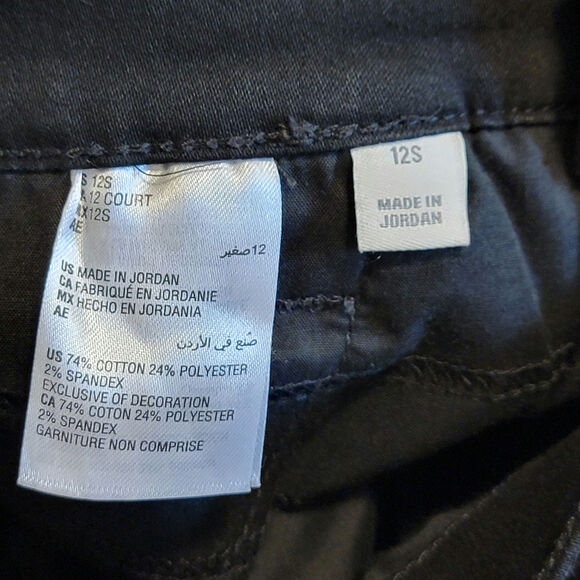 12S
12 COURT
MX12S
AE
12صغير
US MADE IN JORDAN
CA FABRIQUÉ EN JORDANIE
MX HECHO EN JORDANIA
AE
صُنع في الأردن
US 74% COTTON 24% POLYESTER
2% SPANDEX
EXCLUSIVE OF DECORATION
CA 74% COTON 24% POLYESTER
2% SPANDEX
GARNITURE NON COMPRISE
12S
MADE IN
JORDAN